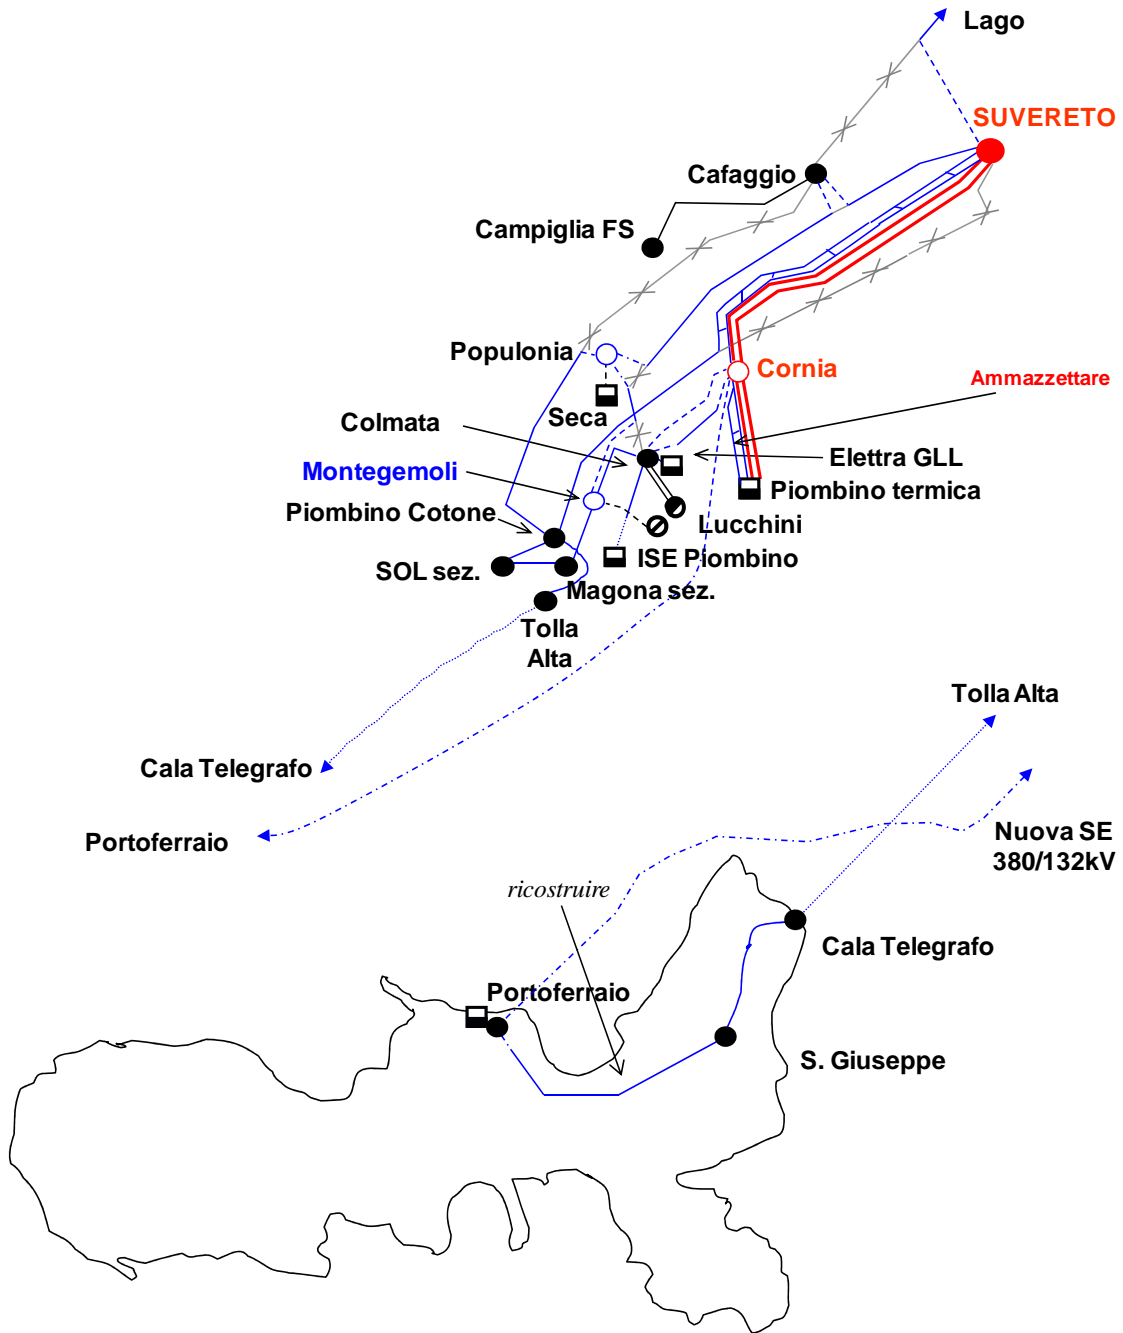 Lago
SUVERETO
Cafaggio
Campiglia FS
Populonia
Cornia
Ammazzettare
Seca
Colmata
Elettra GLL
Montegemoli
Piombino termica
Piombino Cotone
Lucchini
ISE Piombino
SOL sez.
Magona sez.
Tolla
Alta
Tolla Alta
Cala Telegrafo
Portoferraio
Nuova SE
380/132kV
ricostruire
Cala Telegrafo
Portoferraio
S. Giuseppe